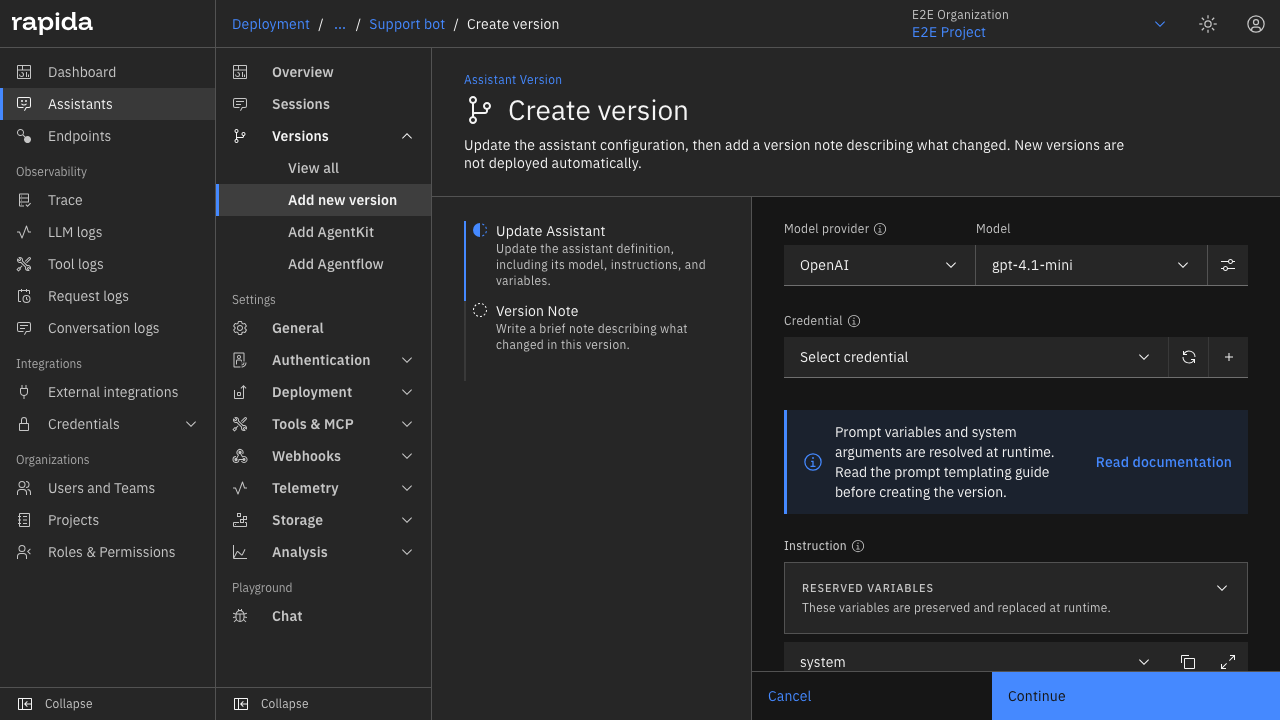 rapida
Deployment / ... / Support bot / Create version
E2E Organization
E2E Project
Dashboard
Assistants
Endpoints
Observability
Trace
LLM logs
Tool logs
Request logs
Conversation logs
Integrations
External integrations
Credentials
Organizations
Users and Teams
Projects
Roles & Permissions
Collapse
Overview
Sessions
Versions
View all
Add new version
Add AgentKit
Add Agentflow
Settings
General
Authentication
Deployment
Tools & MCP
Webhooks
Telemetry
Storage
Analysis
Playground
Chat
Collapse
Assistant Version
Create version
Update the assistant configuration, then add a version note describing what changed. New versions are
not deployed automatically.
Update Assistant
Update the assistant definition,
including its model, instructions, and
variables.
Version Note
Write a brief note describing what
changed in this version.
Model provider
Model
OpenAI
gpt-4.1-mini
Credential
Select credential
Prompt variables and system
arguments are resolved at runtime.
Read the prompt templating guide
before creating the version.
Read documentation
Instruction
RESERVED VARIABLES
These variables are preserved and replaced at runtime.
system
Cancel
Continue